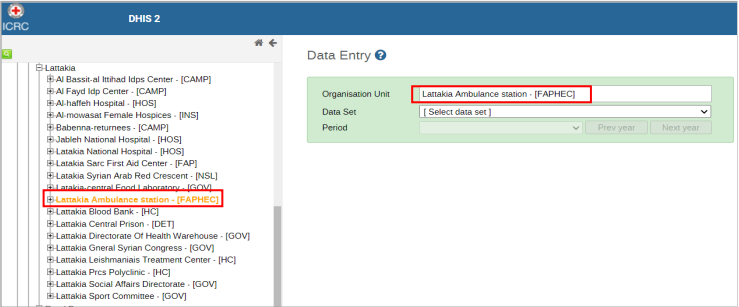 ICRC
DHIS 2
Data Entry
Lattakia
Al Bassit-al Ittihad Idps Center - [CAMP]
Al Fayd Idp Center - [CAMP]
Al-haffeh Hospital - [HOS]
Al-mowasat Female Hospices - [INS]
Babenna-returnees - [CAMP]
Jableh National Hospital - [HOS]
Latakia National Hospital - [HOS]
Latakia Sarc First Aid Center - [FAP]
Latakia Syrian Arab Red Crescent - [NSL]
Latakia-central Food Laboratory - [GOV]
Lattakia Ambulance station - [FAPHEC]
Lattakia Blood Bank - [HC]
Lattakia Central Prison - [DET]
Lattakia Directorate Of Health Warehouse - [GOV]
Lattakia Gneral Syrian Congress - [GOV]
Lattakia Leishmaniais Treatment Center - [HC]
Lattakia Prcs Polyclinic - [HC]
Lattakia Social Affairs Directorate - [GOV]
Lattakia Sport Committee - [GOV]
Organisation Unit Lattakia Ambulance station - [FAPHEC]
Data Set [ Select data set ]
Period Prev year Next year